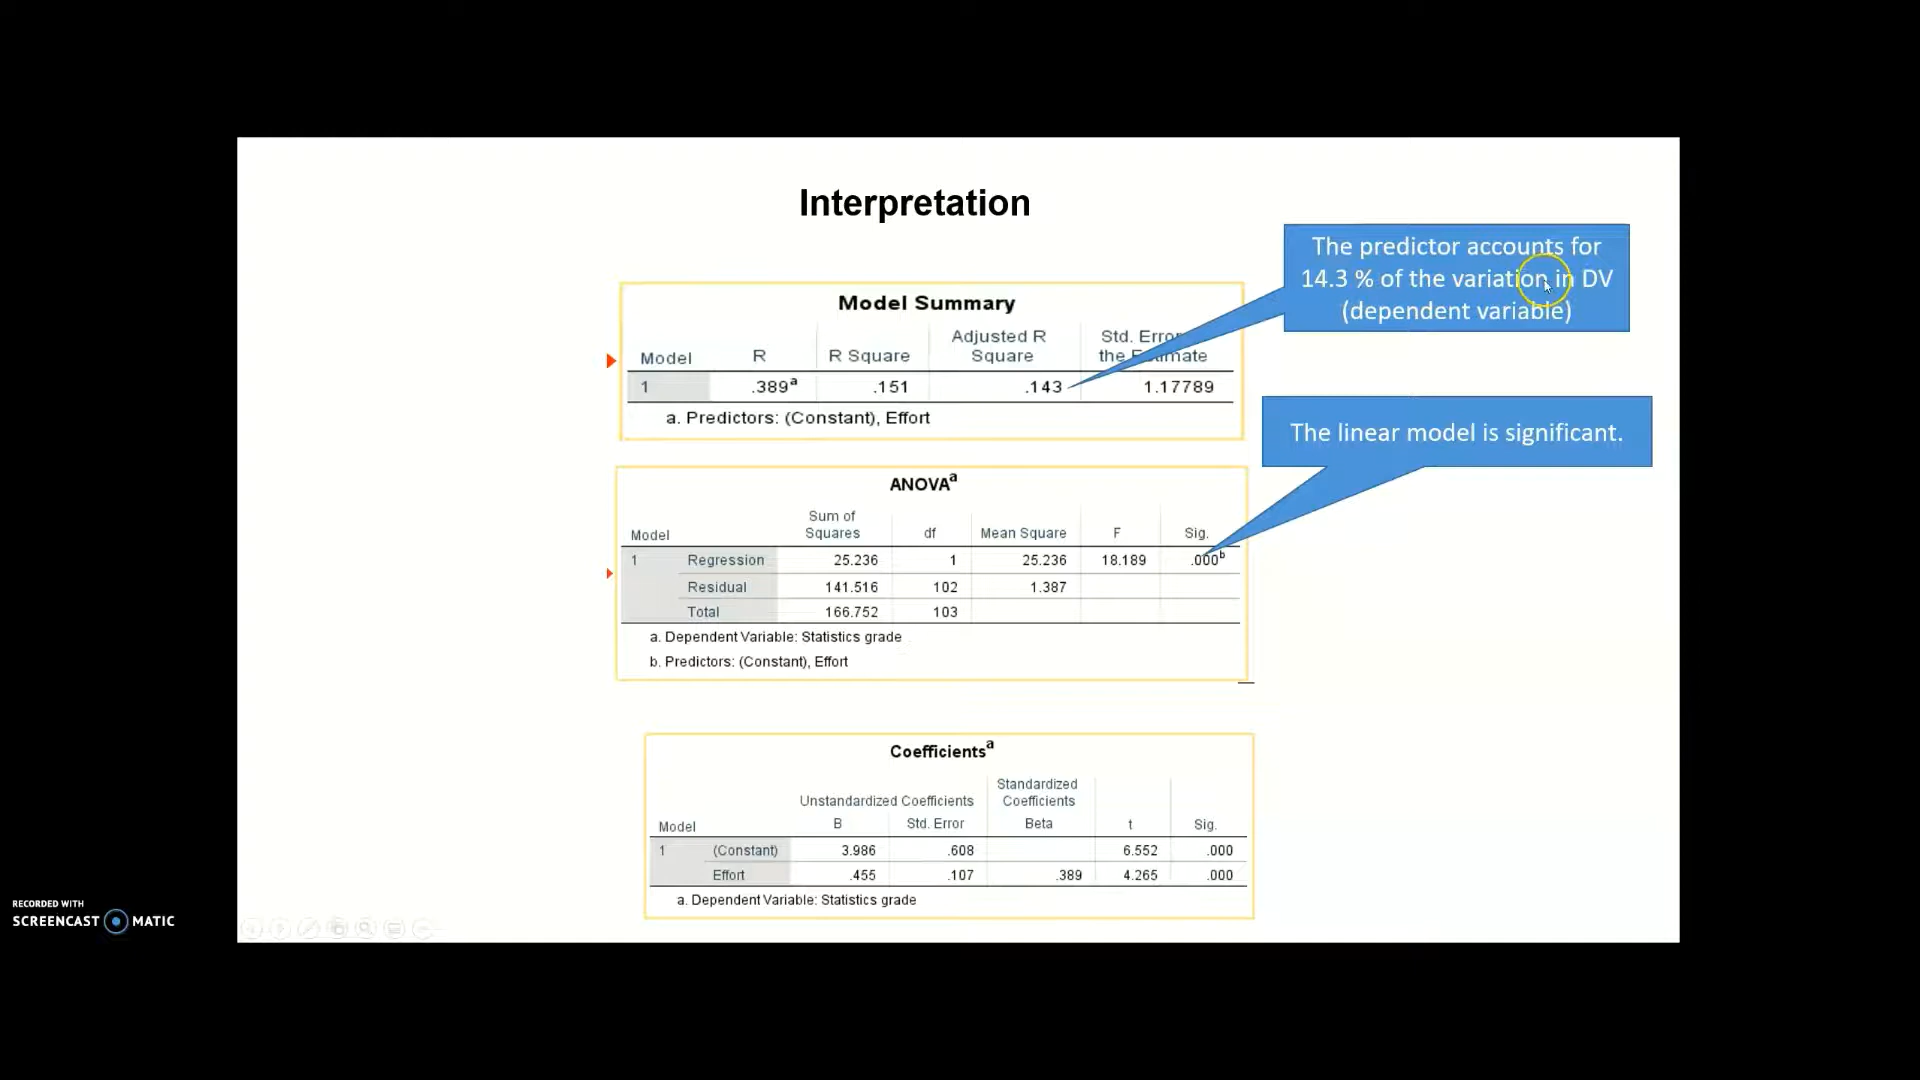 Interpretation
The predictor accounts for
14.3 % of the variation in DV
(dependent variable)
Model Summary
Model R R Square Adjusted R Square Std. Erro the Estimate
1 .389a .151 .143 1.17789
a. Predictors: (Constant), Effort
The linear model is significant.
ANOVAa
Model Sum of Squares df Mean Square F Sig.
1 Regression 25.236 1 25.236 18.189 .000b
Residual 141.516 102 1.387
Total 166.752 103
a. Dependent Variable: Statistics grade
b. Predictors: (Constant), Effort
Coefficientsa
Unstandardized Coefficients Standardized Coefficients
Model B Std. Error Beta t Sig.
1 (Constant) 3.986 .608 6.552 .000
Effort .455 .107 .389 4.265 .000
a. Dependent Variable: Statistics grade
RECORDED WITH
SCREENCAST MATIC